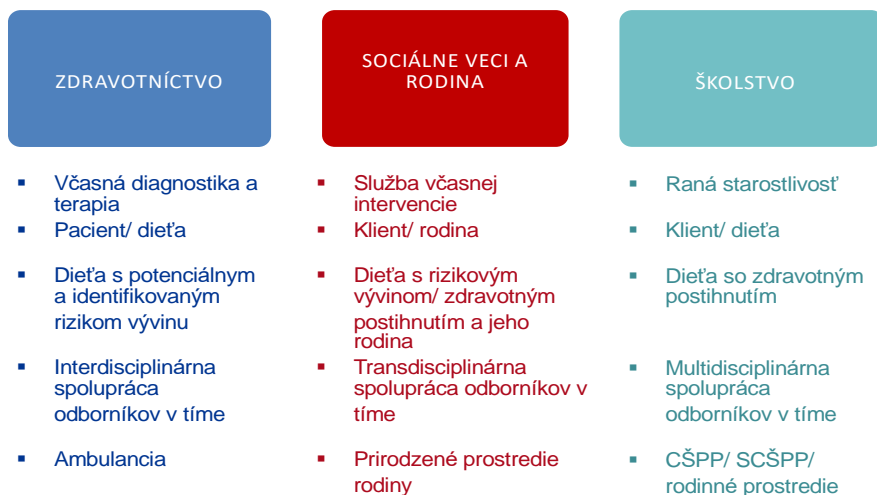 ZDRAVOTNÍCTVO
▪ Včasná diagnostika a
terapia
▪ Pacient/ dieťa
▪ Dieťa s potenciálnym
a identifikovaným
rizikom vývinu
▪ Interdisciplinárna
spolupráca
odborníkov v tíme
▪ Ambulancia
SOCIÁLNE VECI A
RODINA
▪ Služba včasnej
intervencie
▪ Klient/ rodina
▪ Dieťa s rizikovým
vývinom/ zdravotným
postihnutím a jeho
rodina
▪ Transdisciplinárna
spolupráca odborníkov v
tíme
▪ Prirodzené prostredie
rodiny
ŠKOLSTVO
▪ Raná starostlivosť
▪ Klient/ dieťa
▪ Dieťa so zdravotným
postihnutím
▪ Multidisciplinárna
spolupráca
odborníkov v tíme
▪ CŠPP/ SCŠPP/
rodinné prostredie